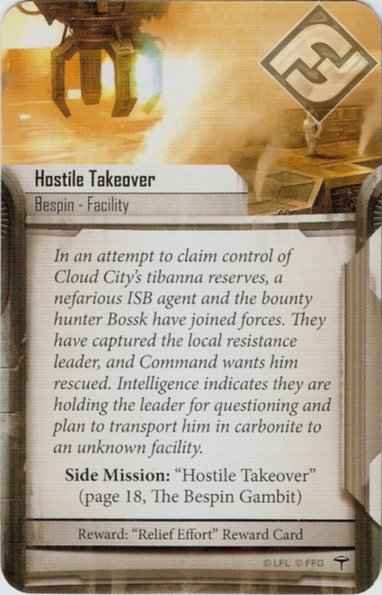 Hostile Takeover
Bespin - Facility
In an attempt to claim control of
Cloud City's tibanna reserves, a
nefarious ISB agent and the bounty
hunter Bossk have joined forces. They
have captured the local resistance
leader, and Command wants him
rescued. Intelligence indicates they are
holding the leader for questioning and
plan to transport him in carbonite to
an unknown facility.
Side Mission: “Hostile Takeover”
(page 18, The Bespin Gambit)
Reward: “Relief Effort” Reward Card
© LFL © FFG